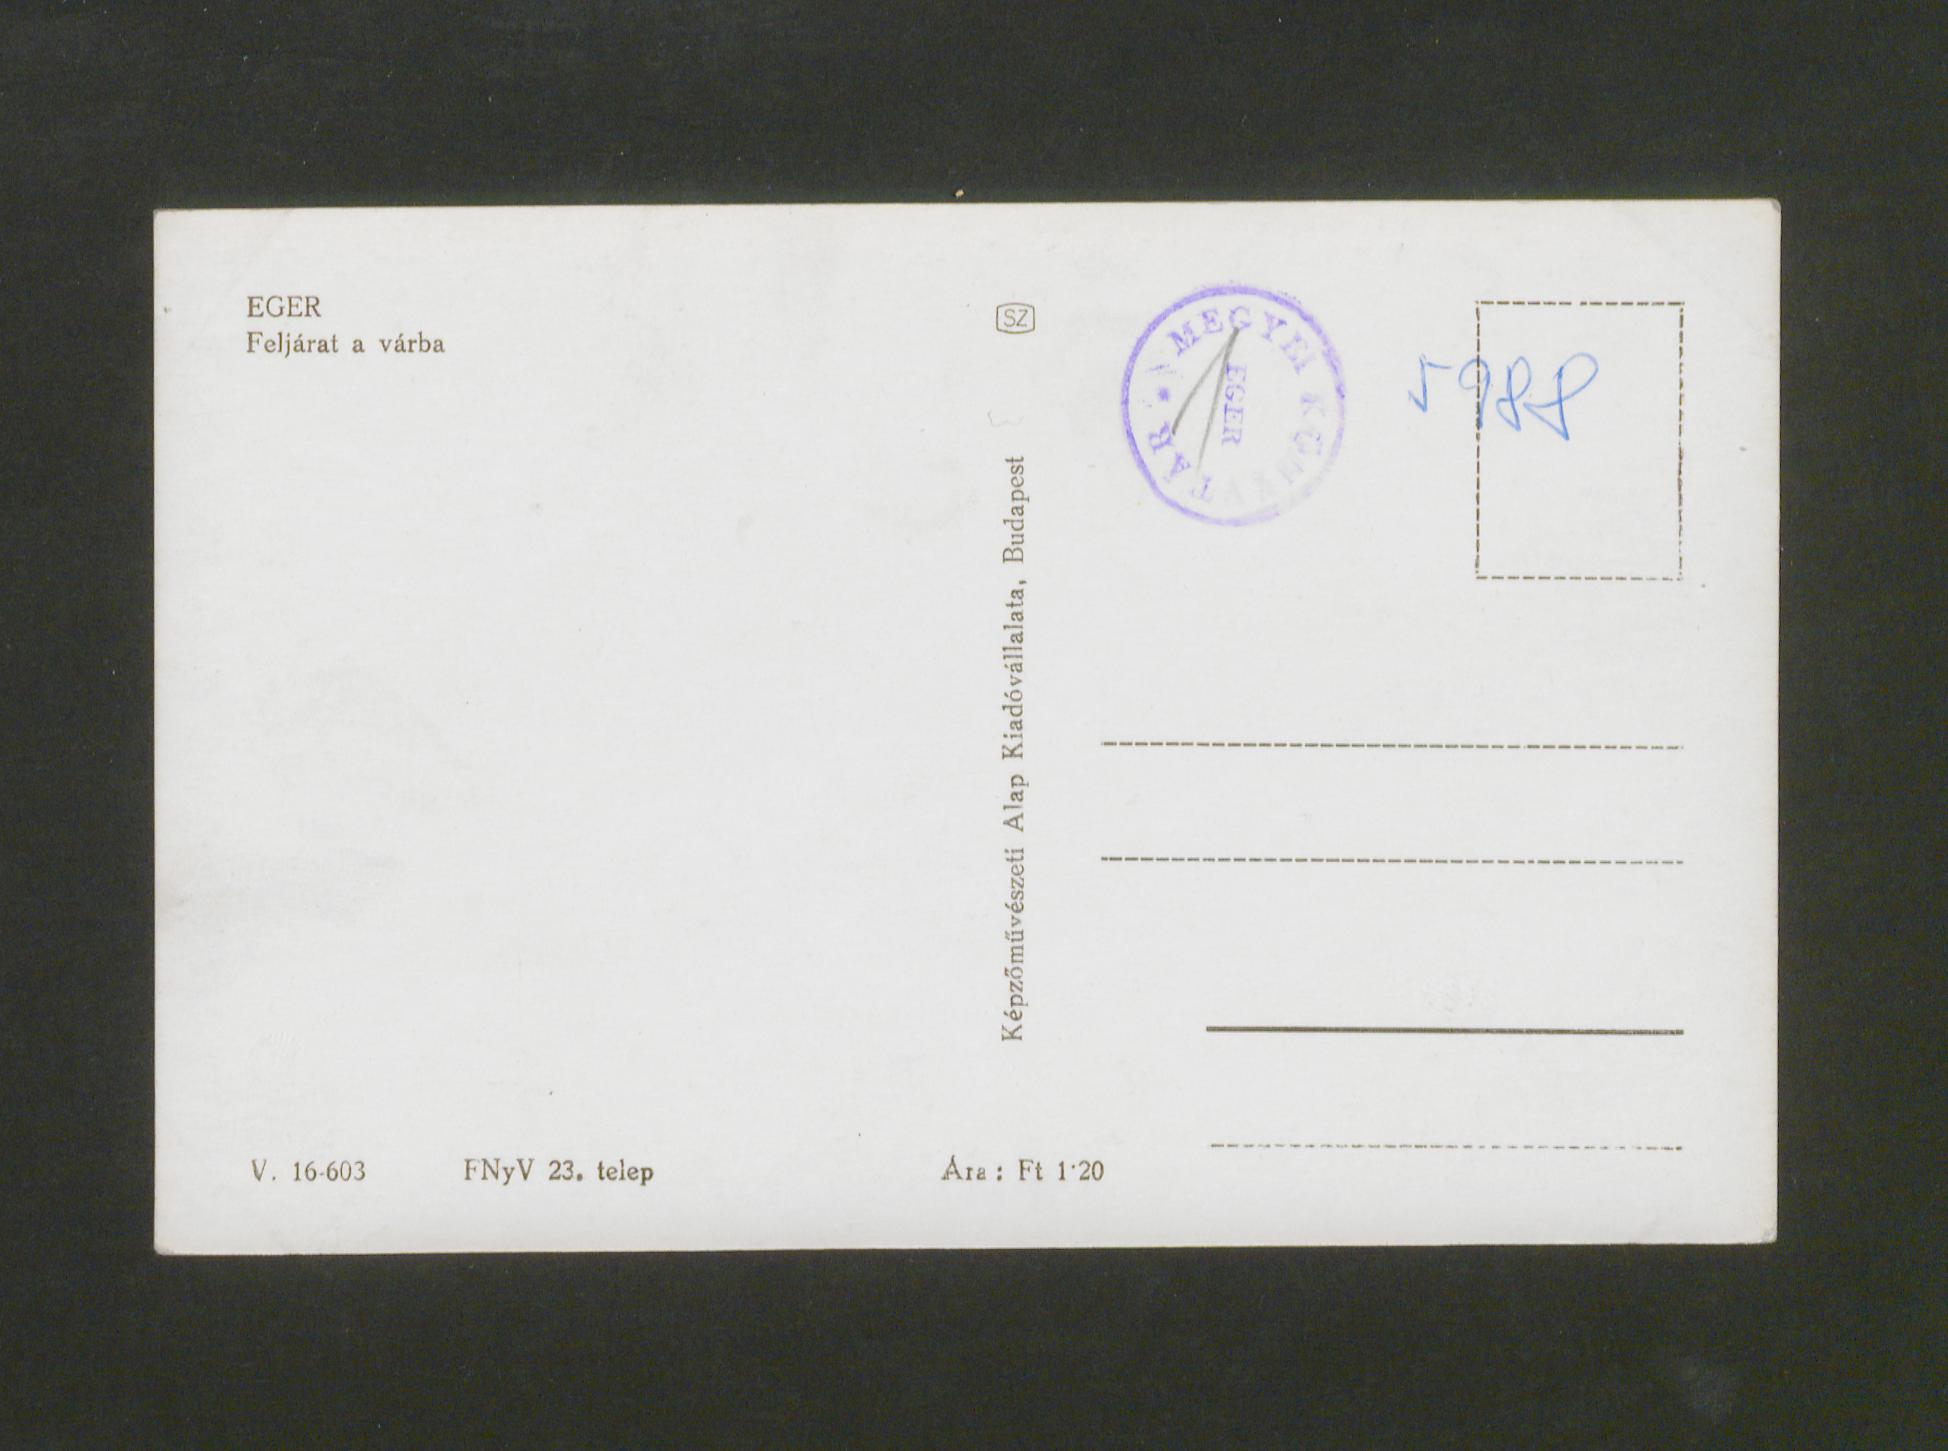 EGER
Feljárat a várba
SZ
Képzőművészeti Alap Kiadóvállalata, Budapest
MEGYEI KÖNYVTÁR
EGER
1
5988
V. 16-603 FNyV 23. telep Ára : Ft 1·20